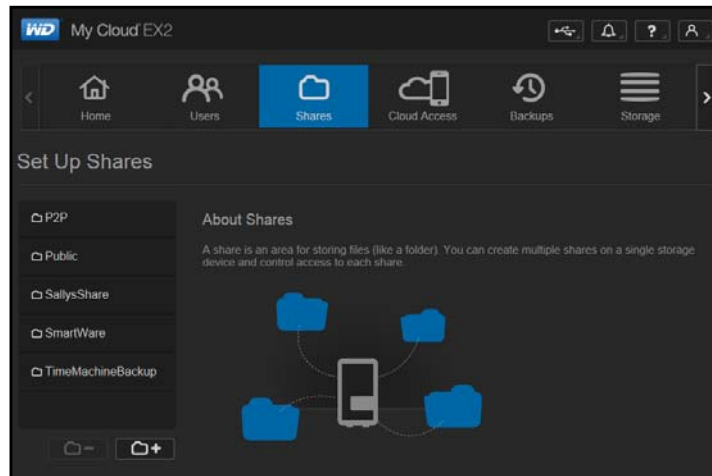 WD My Cloud EX2
?
Home Users Shares Cloud Access Backups Storage
Set Up Shares
P2P
Public
SallysShare
SmartWare
TimeMachineBackup
About Shares
A share is an area for storing files (like a folder). You can create multiple shares on a single storage
device and control access to each share.